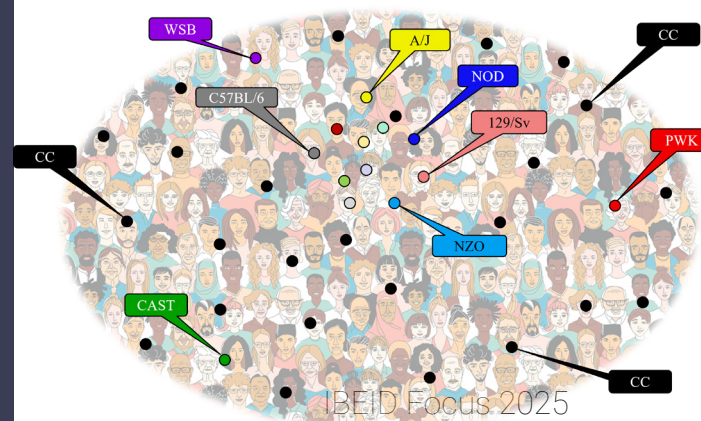 WSB
A/J
CC
NOD
C57BL/6
129/Sv
PWK
CC
NZO
CAST
CC
IBEID Focus 2025